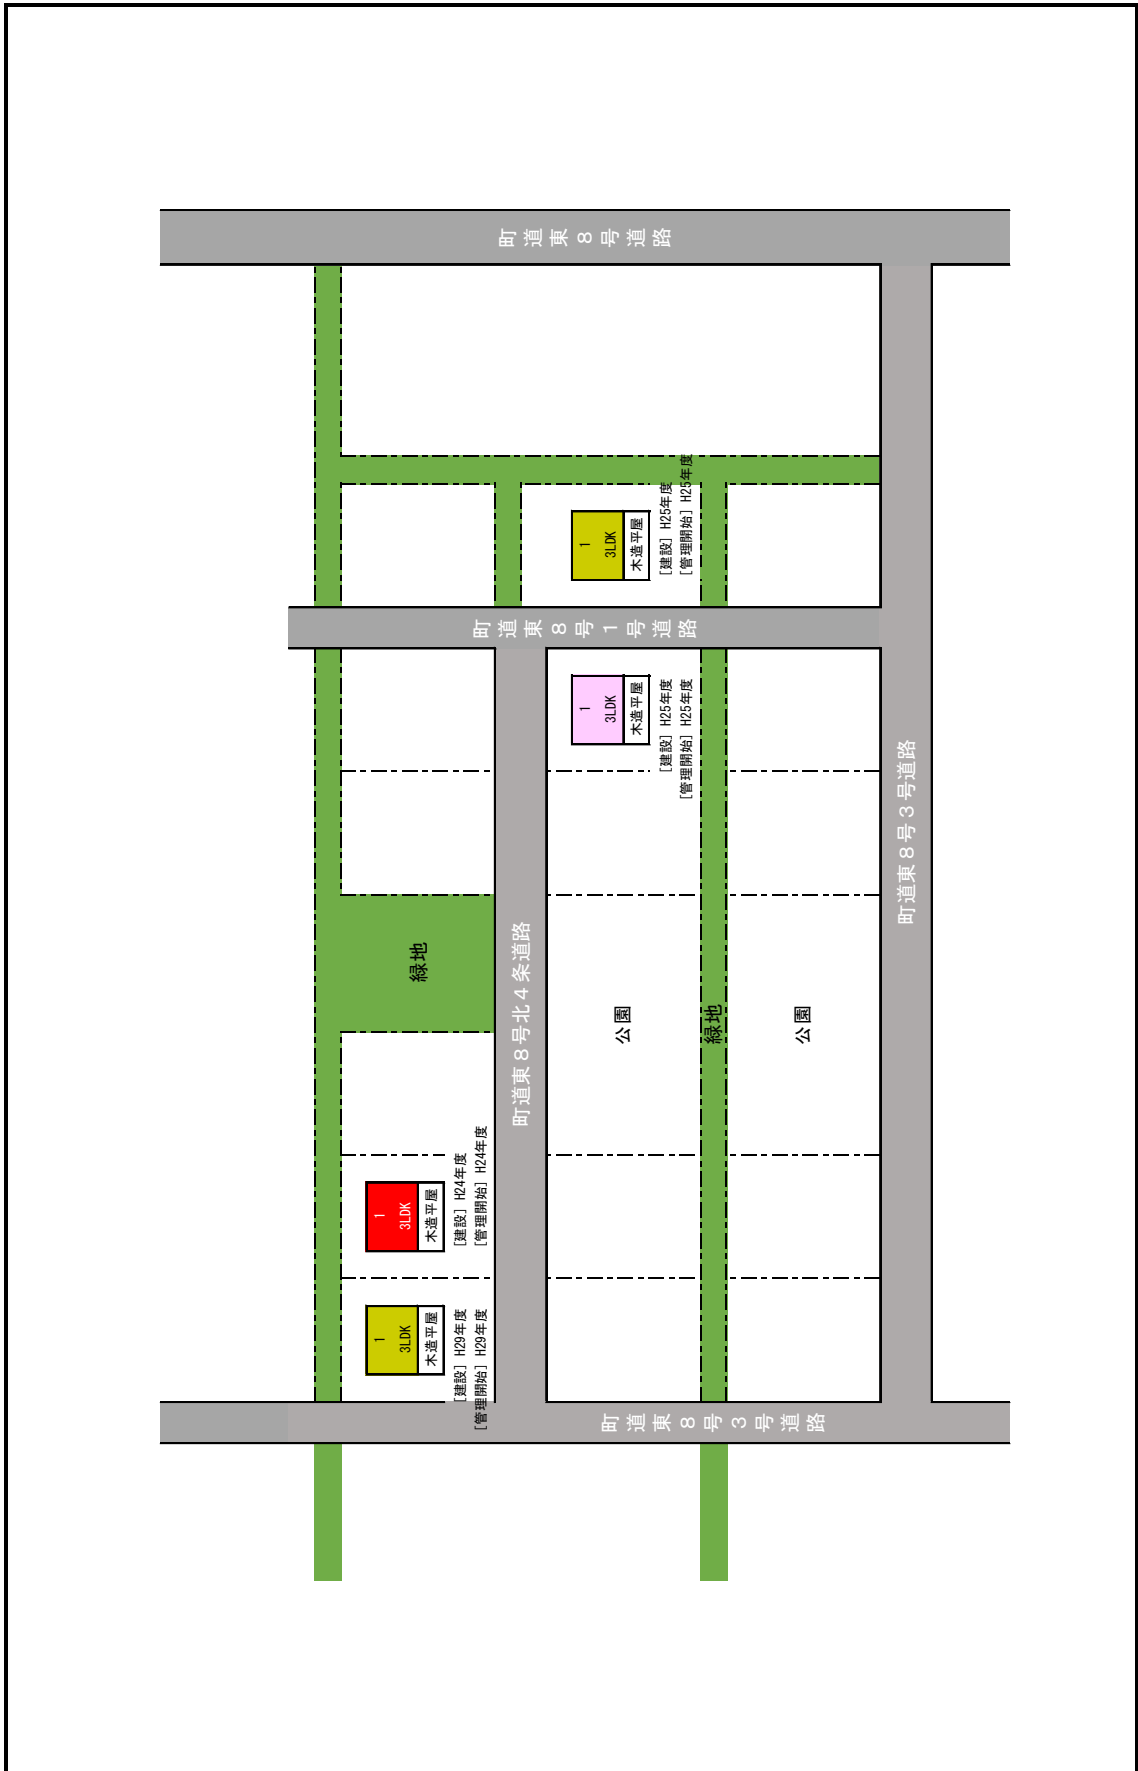 町道東８号道路
1
3LDK
木造平屋
[建設] H25年度
[管理開始] H25年度
町道東８号１号道路
1
3LDK
木造平屋
[建設] H25年度
[管理開始] H25年度
町道東８号３号道路
緑地
町道東８号北４条道路
公園
緑地
公園
1
3LDK
木造平屋
[建設] H24年度
[管理開始] H24年度
1
3LDK
木造平屋
[建設] H29年度
[管理開始] H29年度
町道東８号３号道路